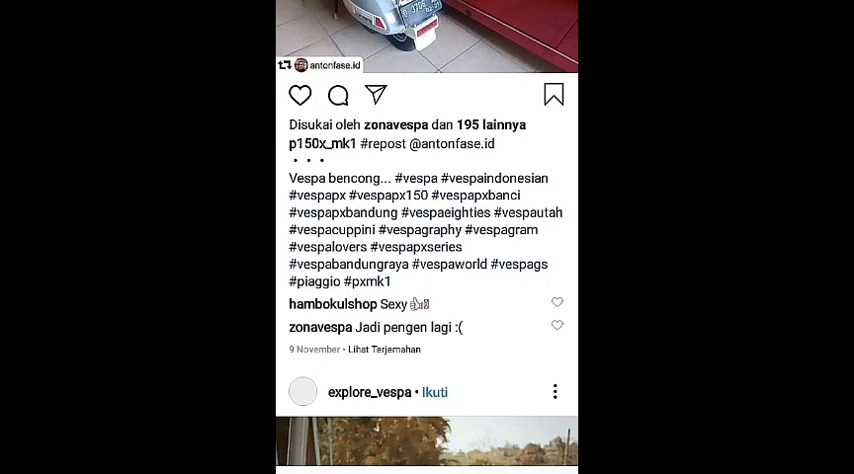 antonfase.id
Disukai oleh zonavespa dan 195 lainnya
p150x_mk1 #repost @antonfase.id
• • •
Vespa bencong... #vespa #vespaindonesian
#vespapx #vespapx150 #vespapxbanci
#vespapxbandung #vespaeighties #vespautah
#vespacuppini #vespagraphy #vespagram
#vespalovers #vespapxseries
#vespabandungraya #vespaworld #vespags
#piaggio #pxmk1
hambokulshop Sexy 👍
zonavespa Jadi pengen lagi :(
9 November • Lihat Terjemahan
explore_vespa • Ikuti